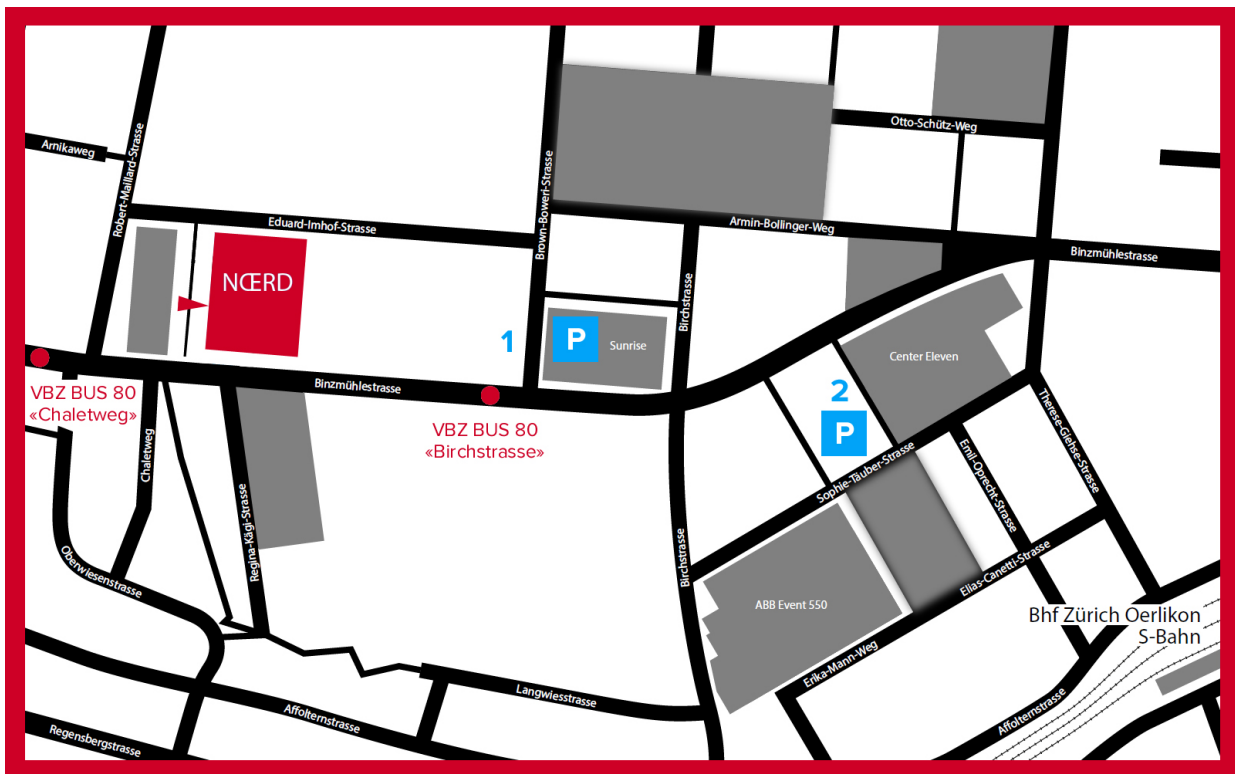 Otto-Schütz-Weg
Arnikaweg
Robert-Maillard-Strasse
Brown-Boweri-Strasse
Eduard-Imhof-Strasse
Armin-Bollinger-Weg
Binzmühlestrasse
NŒRD
Birchstrasse
1
P
Sunrise
Center Eleven
VBZ BUS 80
«Chaletweg»
Binzmühlestrasse
VBZ BUS 80
«Birchstrasse»
2
P
Therese-Giehse-Strasse
Chaletweg
Sophie-Täuber-Strasse
Emil-Oprecht-Strasse
Regina-Kägi-Strasse
Birchstrasse
Oberwiesenstrasse
Elias-Canetti-Strasse
ABB Event 550
Bhf Zürich Oerlikon
S-Bahn
Erika-Mann-Weg
Langwiesstrasse
Affolternstrasse
Affolternstrasse
Regensbergstrasse